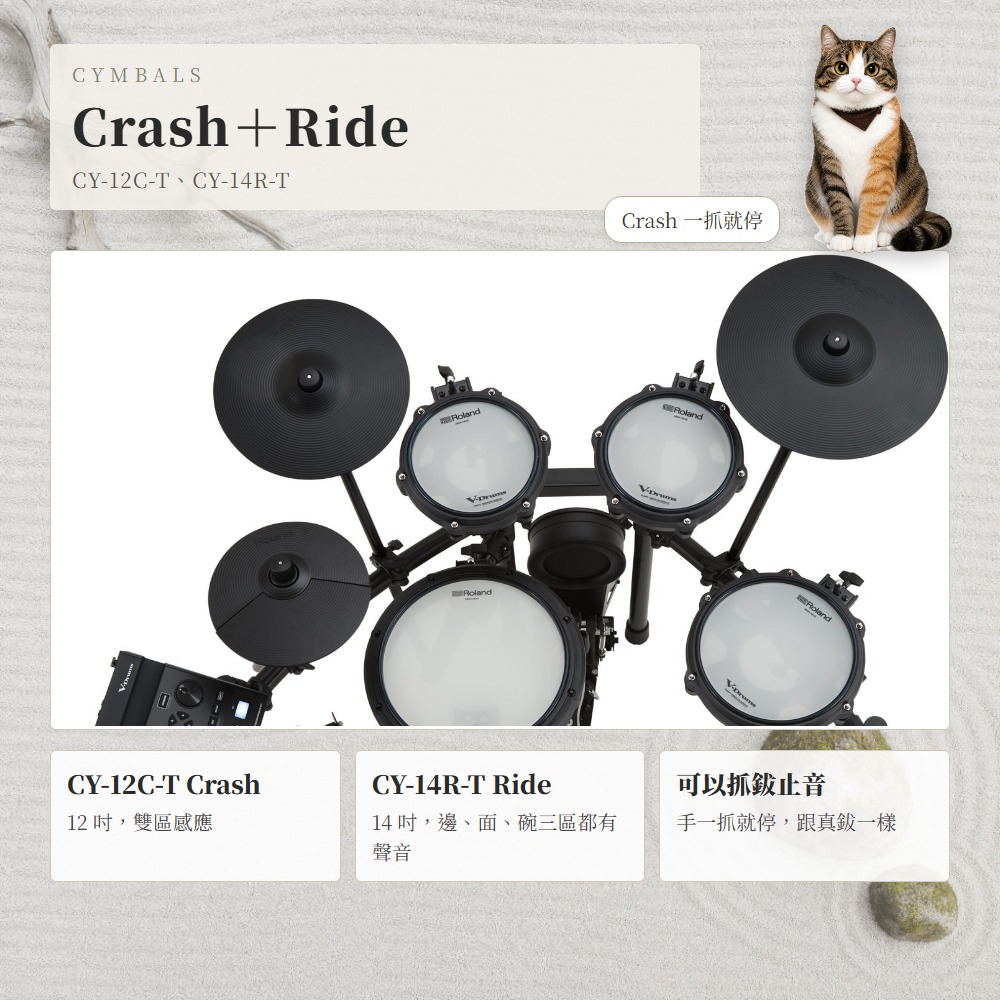 CYMBALS
Crash＋Ride
CY-12C-T、CY-14R-T
Crash 一抓就停
Roland
V-Drums
Roland
V-Drums
Roland
Roland
V-Drums
V-Drums
CY-12C-T Crash
12 吋，雙區感應
CY-14R-T Ride
14 吋，邊、面、碗三區都有
聲音
可以抓鈸止音
手一抓就停，跟真鈸一樣